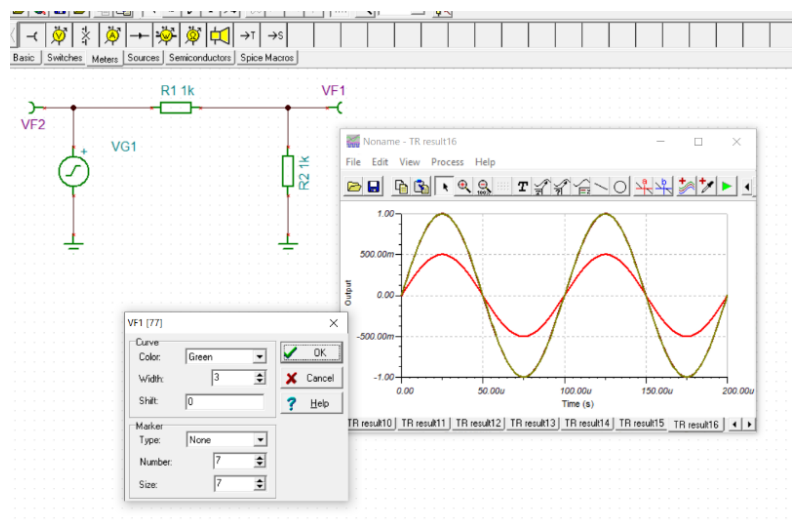 →T →S
Basic Switches Meters Sources Semiconductors Spice Macros
R1 1k
VF1
VF2
VG1
+
R2 1k
Noname - TR result16
File Edit View Process Help
T
1.00
500.00m
0.00
-500.00m
-1.00
Output
0.00 50.00u 100.00u 150.00u 200.00u
Time (s)
TR result10 TR result11 TR result12 TR result13 TR result14 TR result15 TR result16
VF1 [77]
Curve
Color: Green
Width: 3
Shift: 0
OK
Cancel
? Help
Marker
Type: None
Number: 7
Size: 7